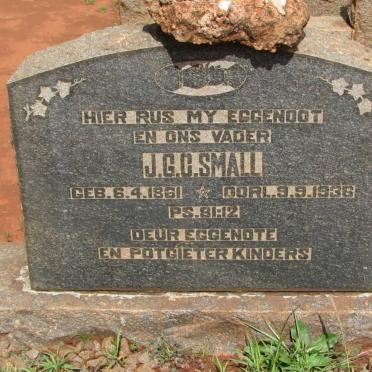 HIER RUS MY EGGENOOT
EN ONS VADER
J.G.C. SMALL
GEB. 6.4.1861 ☆ OORL. 9.9.1936
PS. 91:12
DEUR EGGENOTE
EN POTGIETER KINDERS